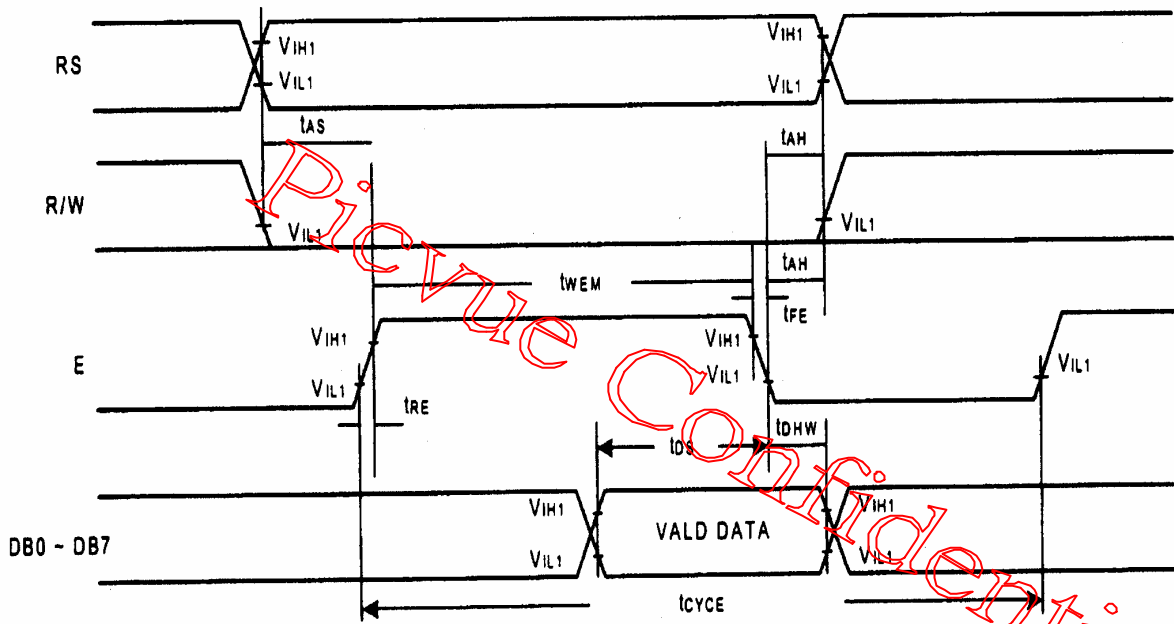 RS
VIH1
VIL1
VIH1
VIL1
tAS
tAH
R/W
VIL1
VIL1
tWEM
tAH
tFE
E
VIH1
VIL1
VIH1
VIL1
VIL1
tRE
tDS
tDHW
DB0 ~ DB7
VIH1
VIL1
VALD DATA
VIH1
VIL1
tCYCE
Picvue Confidenti